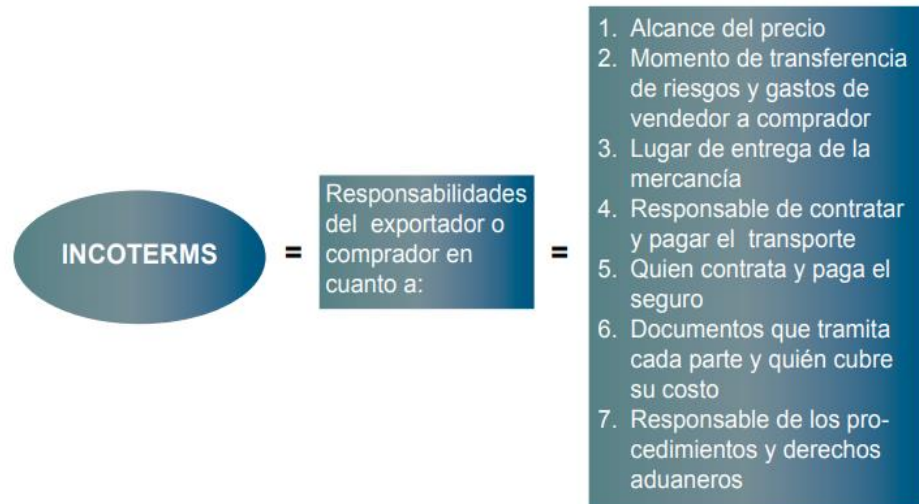 INCOTERMS
=
Responsabilidades
del exportador o
comprador en
cuanto a:
=
1. Alcance del precio
2. Momento de transferencia
de riesgos y gastos de
vendedor a comprador
3. Lugar de entrega de la
mercancía
4. Responsable de contratar
y pagar el transporte
5. Quien contrata y paga el
seguro
6. Documentos que tramita
cada parte y quién cubre
su costo
7. Responsable de los pro-
cedimientos y derechos
aduaneros